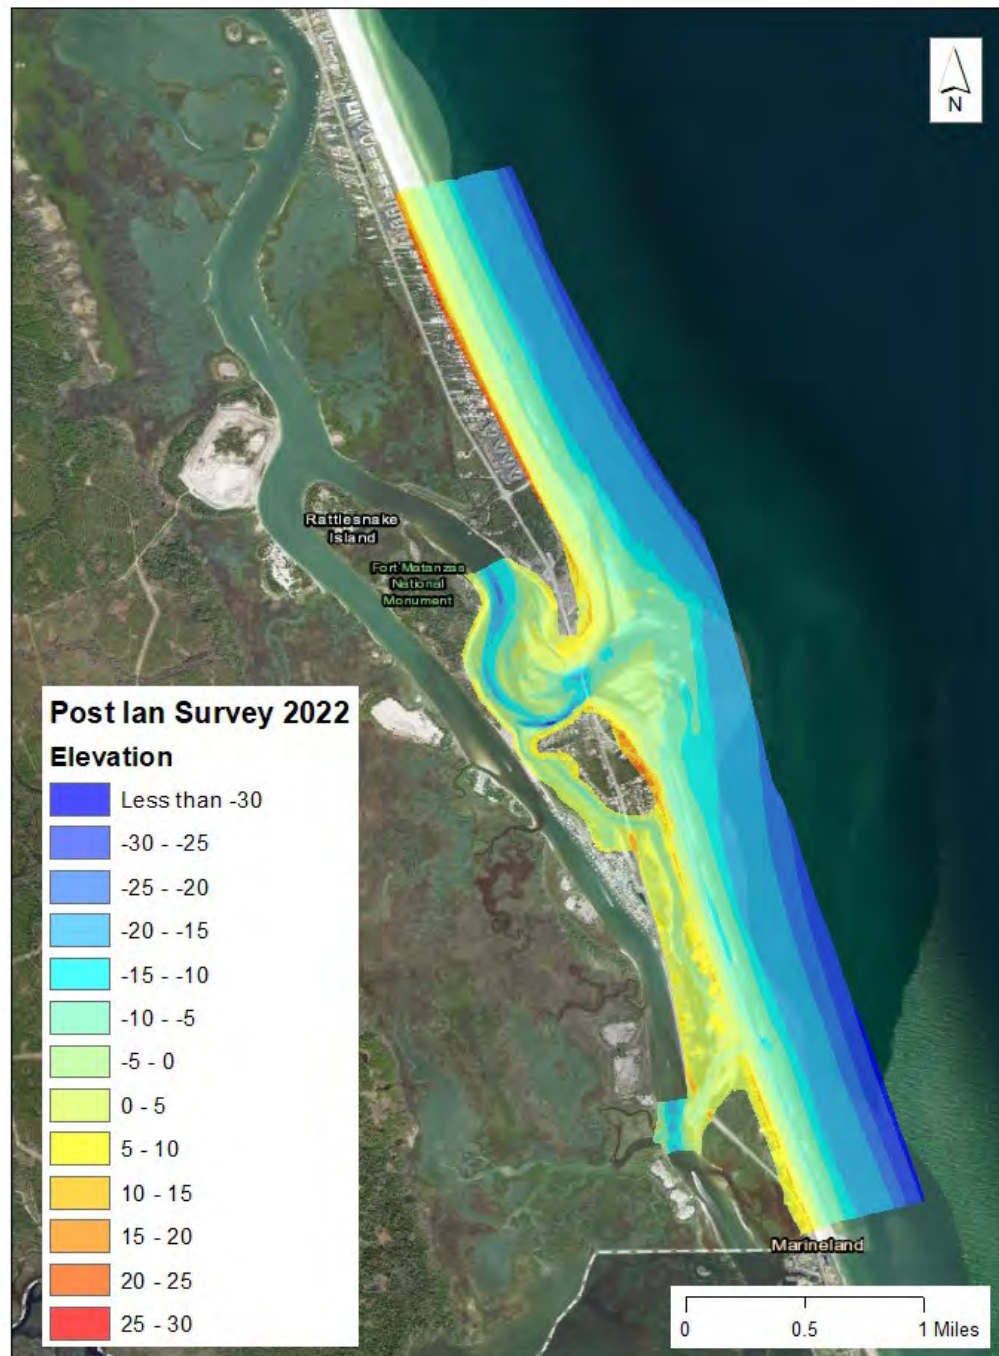 N
Rattlesnake
Island
Fort Matanzas
National
Monument
Post Ian Survey 2022
Elevation
Less than -30
-30 - -25
-25 - -20
-20 - -15
-15 - -10
-10 - -5
-5 - 0
0 - 5
5 - 10
10 - 15
15 - 20
20 - 25
25 - 30
Marineland
0 0.5 1 Miles